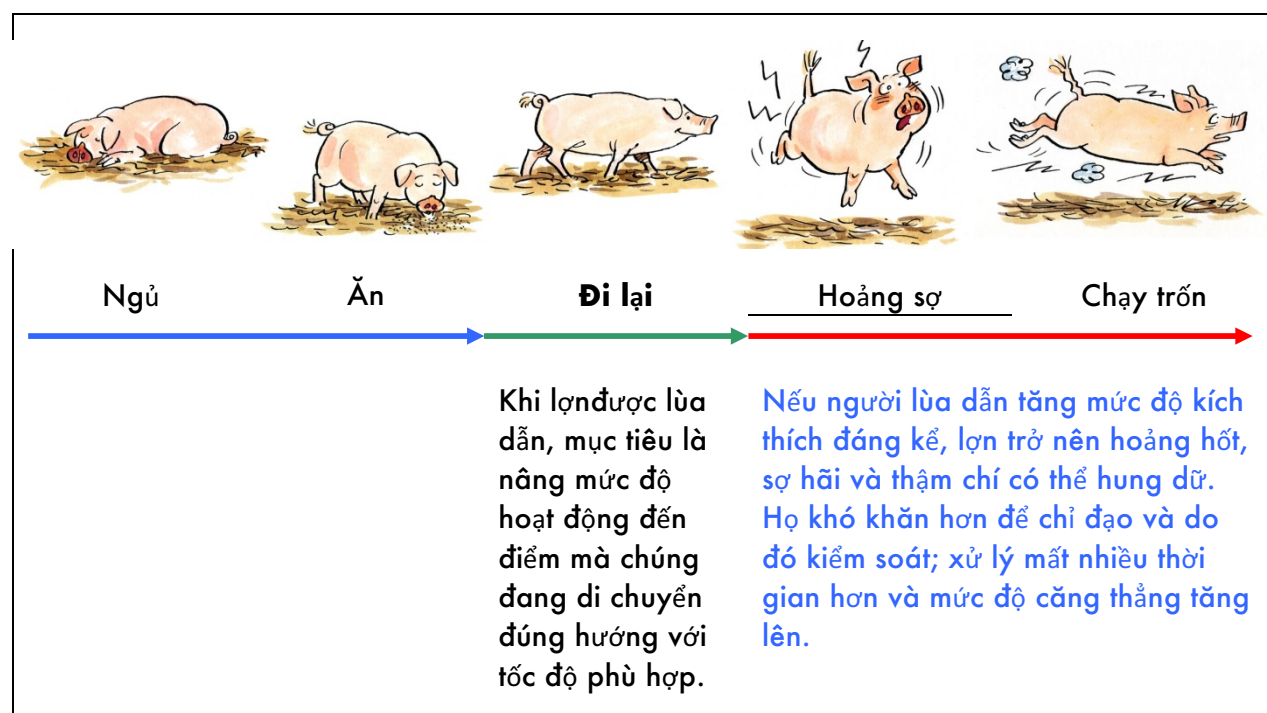 Ngủ
Ăn
Đi lại
Hoảng sợ
Chạy trốn
Khi lợnđược lùa
dẫn, mục tiêu là
nâng mức độ
hoạt động đến
điểm mà chúng
đang di chuyển
đúng hướng với
tốc độ phù hợp.
Nếu người lùa dẫn tăng mức độ kích
thích đáng kể, lợn trở nên hoảng hốt,
sợ hãi và thậm chí có thể hung dữ.
Họ khó khăn hơn để chỉ đạo và do
đó kiểm soát; xử lý mất nhiều thời
gian hơn và mức độ căng thẳng tăng
lên.